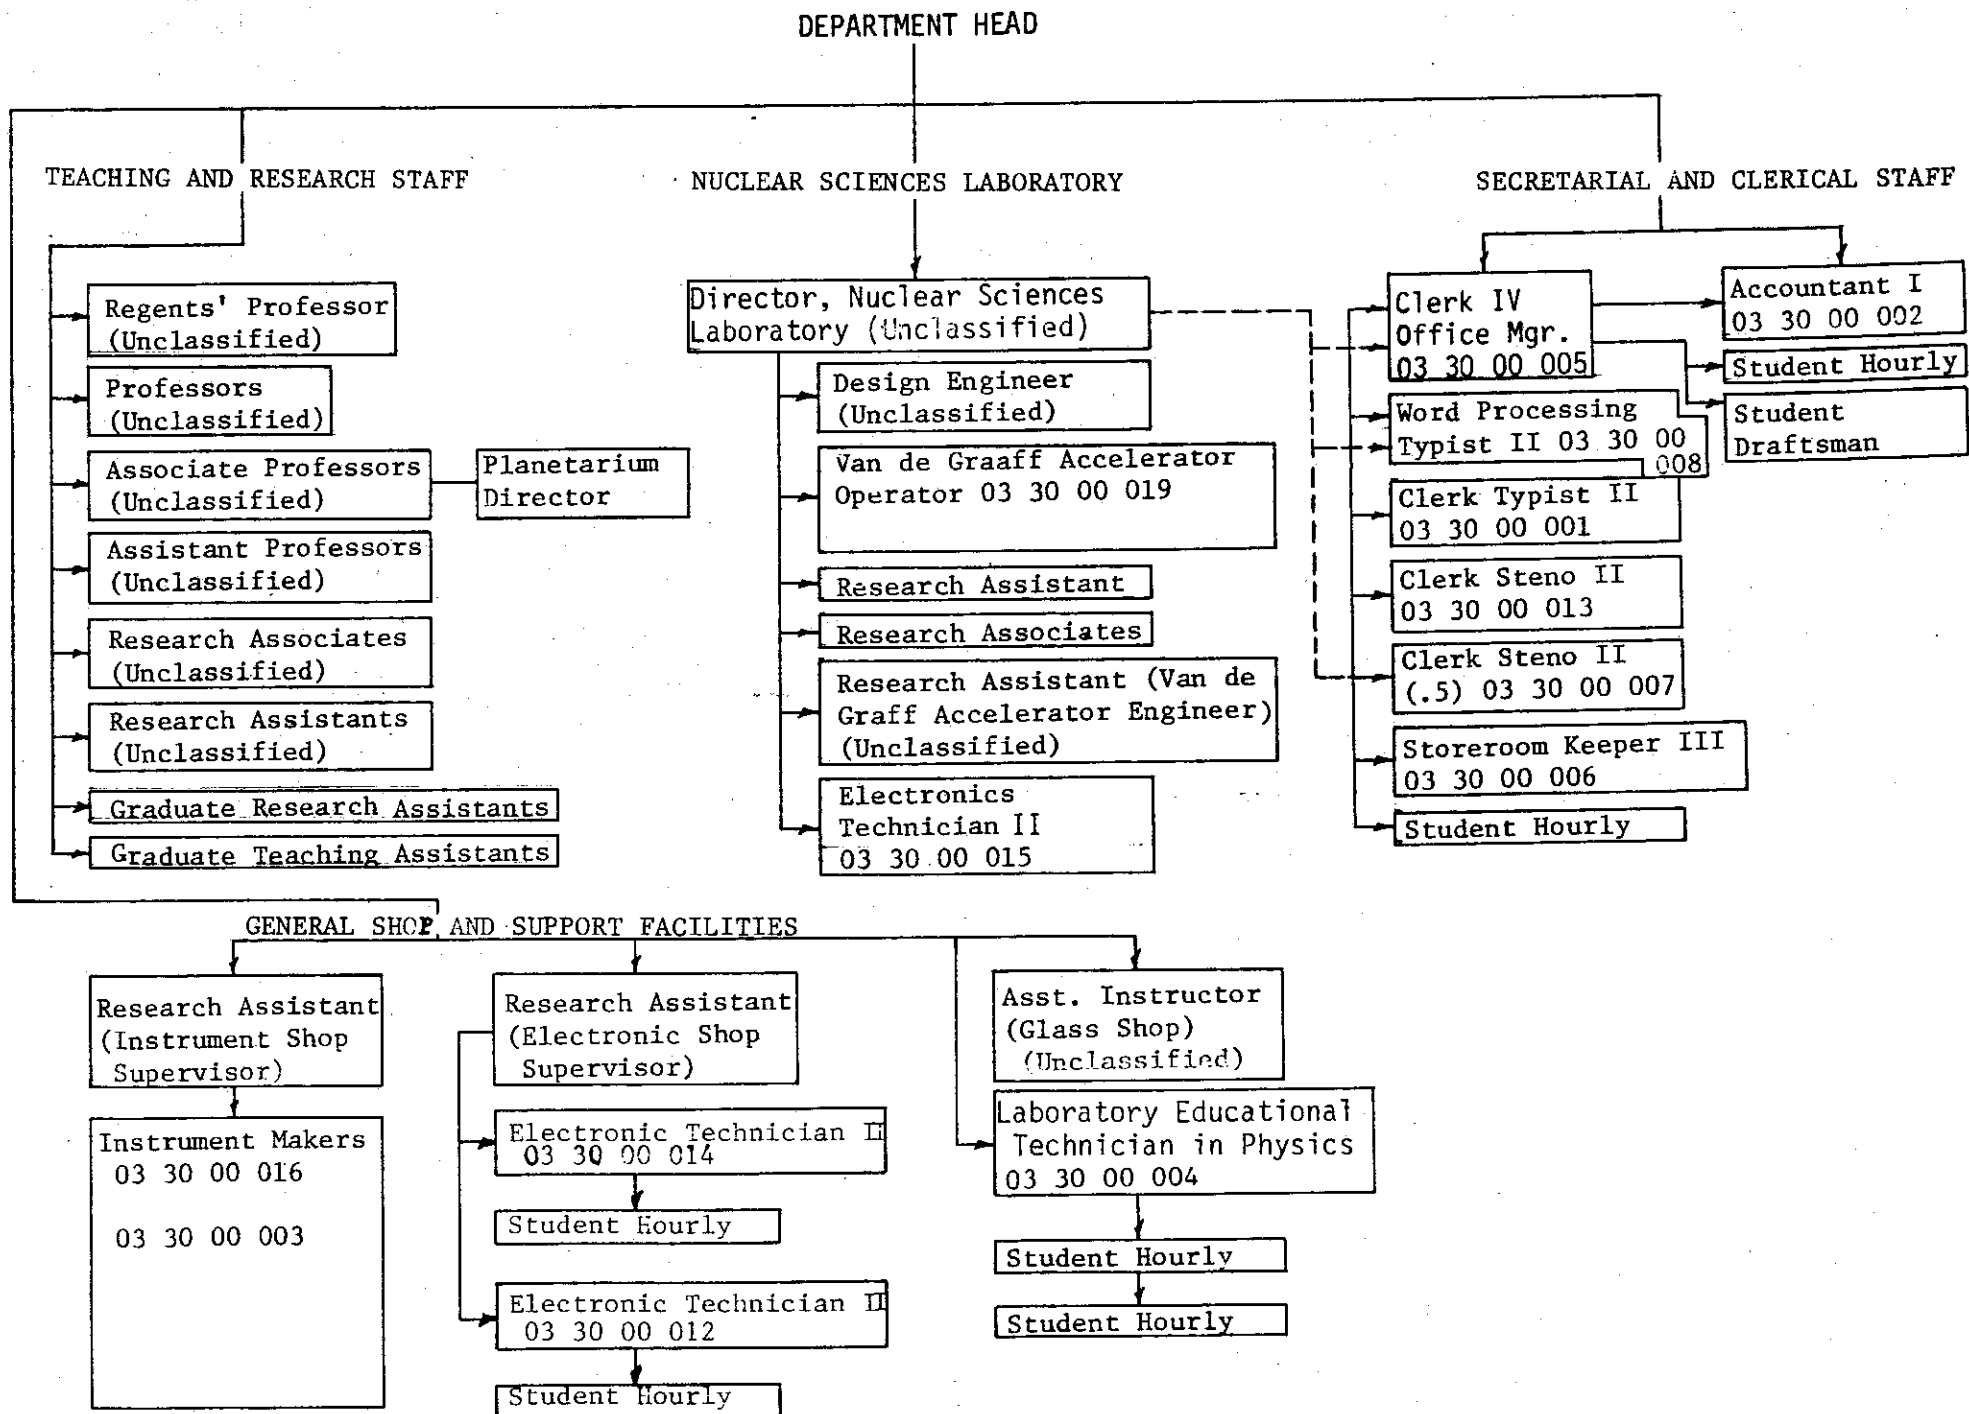 DEPARTMENT HEAD
TEACHING AND RESEARCH STAFF
Regents' Professor
(Unclassified)
Professors
(Unclassified)
Associate Professors
(Unclassified)
Planetarium
Director
Assistant Professors
(Unclassified)
Research Associates
(Unclassified)
Research Assistants
(Unclassified)
Graduate Research Assistants
Graduate Teaching Assistants
NUCLEAR SCIENCES LABORATORY
Director, Nuclear Sciences
Laboratory (Unclassified)
Design Engineer
(Unclassified)
Van de Graaff Accelerator
Operator 03 30 00 019
Research Assistant
Research Associates
Research Assistant (Van de
Graff Accelerator Engineer)
(Unclassified)
Electronics
Technician II
03 30 00 015
SECRETARIAL AND CLERICAL STAFF
Clerk IV
Office Mgr.
03 30 00 005
Word Processing
Typist II 03 30 00
008
Clerk Typist II
03 30 00 001
Clerk Steno II
03 30 00 013
Clerk Steno II
(.5) 03 30 00 007
Storeroom Keeper III
03 30 00 006
Student Hourly
Accountant I
03 30 00 002
Student Hourly
Student
Draftsman
GENERAL SHOP AND SUPPORT FACILITIES
Research Assistant
(Instrument Shop
Supervisor)
Instrument Makers
03 30 00 016
03 30 00 003
Research Assistant
(Electronic Shop
Supervisor)
Electronic Technician II
03 30 00 014
Student Hourly
Electronic Technician II
03 30 00 012
Student Hourly
Asst. Instructor
(Glass Shop)
(Unclassified)
Laboratory Educational
Technician in Physics
03 30 00 004
Student Hourly
Student Hourly